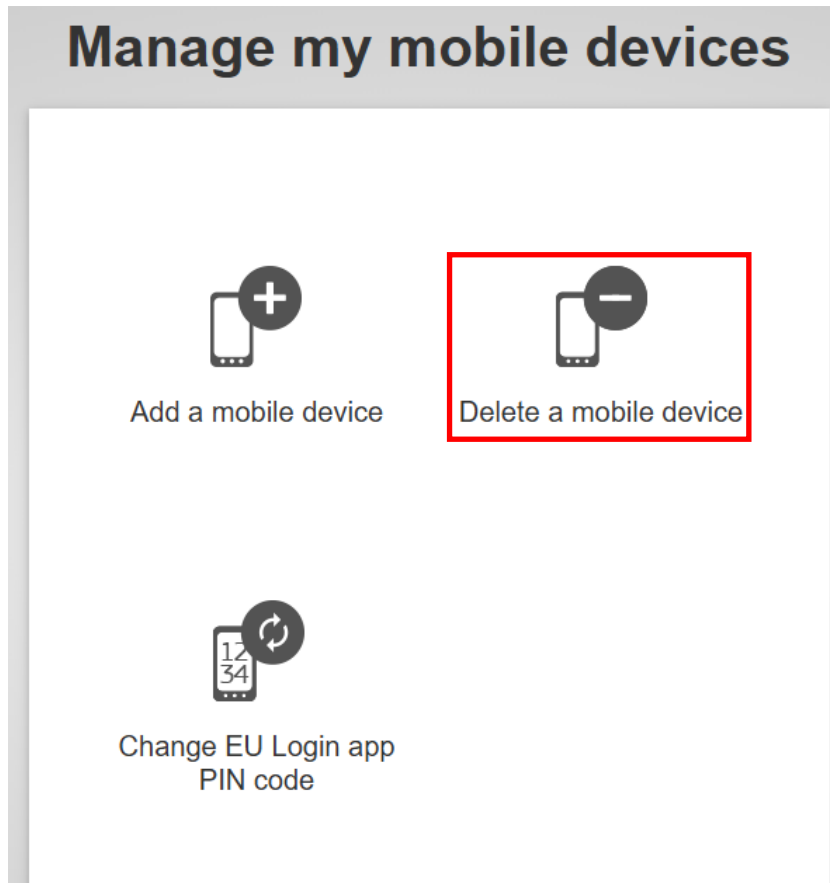 Manage my mobile devices
Add a mobile device
Delete a mobile device
12
34
Change EU Login app
PIN code